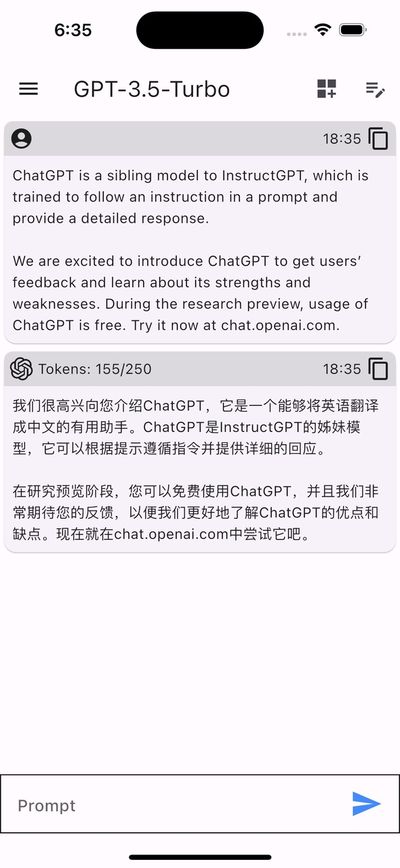 6:35
GPT-3.5-Turbo
18:35
ChatGPT is a sibling model to InstructGPT, which is
trained to follow an instruction in a prompt and
provide a detailed response.
We are excited to introduce ChatGPT to get users’
feedback and learn about its strengths and
weaknesses. During the research preview, usage of
ChatGPT is free. Try it now at chat.openai.com.
Tokens: 155/250 18:35
我们很高兴向您介绍ChatGPT，它是一个能够将英语翻译
成中文的有用助手。ChatGPT是InstructGPT的姊妹模
型，它可以根据提示遵循指令并提供详细的回应。
在研究预览阶段，您可以免费使用ChatGPT，并且我们非
常期待您的反馈，以便我们更好地了解ChatGPT的优点和
缺点。现在就在chat.openai.com中尝试它吧。
Prompt